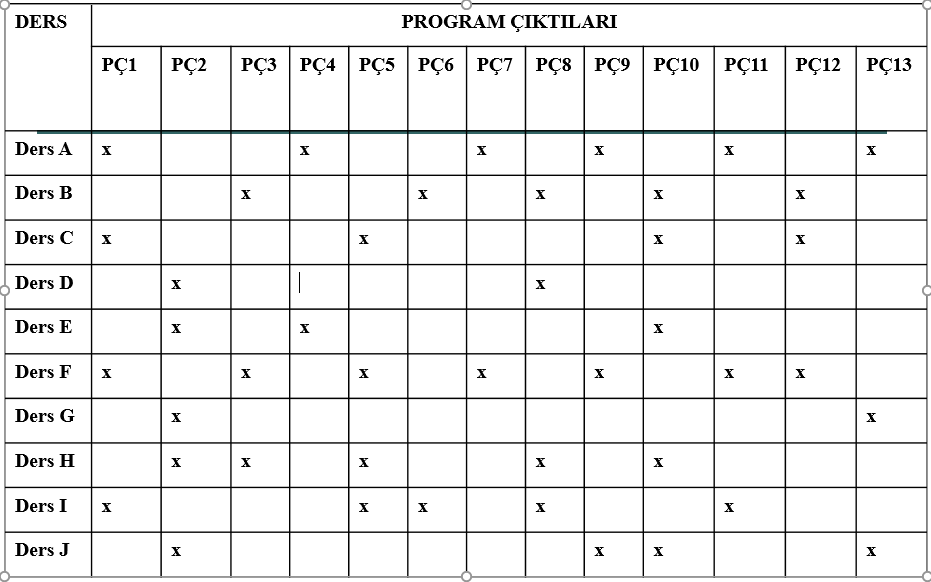 DERS PROGRAM ÇIKTILARI
PÇ1 PÇ2 PÇ3 PÇ4 PÇ5 PÇ6 PÇ7 PÇ8 PÇ9 PÇ10 PÇ11 PÇ12 PÇ13
Ders A x x x x x x
Ders B x x x x x
Ders C x x x x
Ders D x x
Ders E x x x
Ders F x x x x x x x
Ders G x x
Ders H x x x x x
Ders I x x x x x
Ders J x x x x